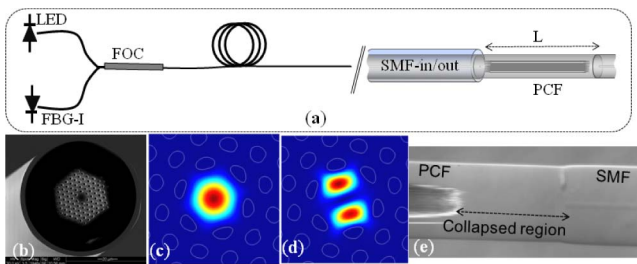 LED
FOC
L
SMF-in/out
FBG-I
PCF
(a)
(b)
(c)
(d)
PCF
SMF
Collapsed region
(e)